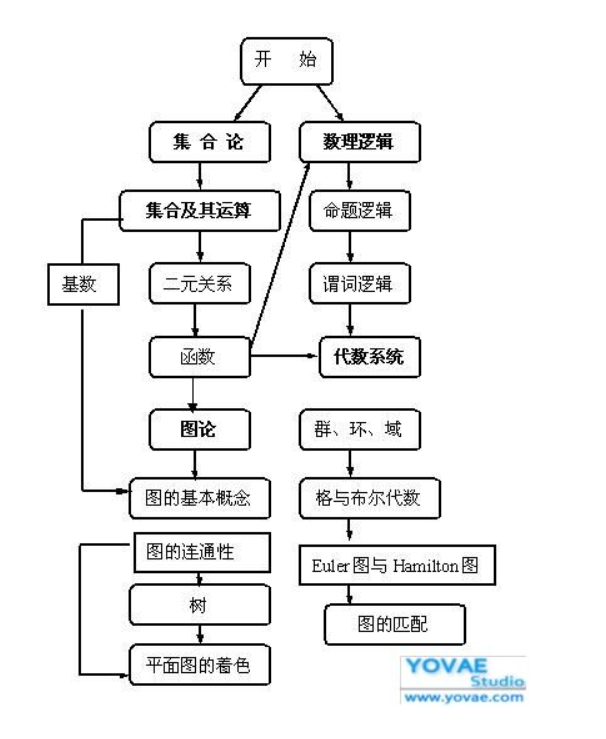 开 始
集 合 论
数理逻辑
集合及其运算
命题逻辑
基数
二元关系
谓词逻辑
函数
代数系统
图论
群、环、域
图的基本概念
格与布尔代数
图的连通性
Euler图与Hamilton图
树
图的匹配
平面图的着色
YOVAE
Studio
www.yovae.com